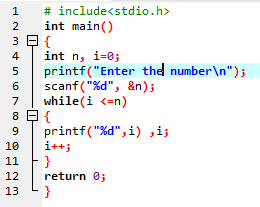 1 # include<stdio.h>
2 int main()
3 {
4 int n, i=0;
5 printf("Enter the number\n");
6 scanf("%d", &n);
7 while(i <=n)
8 {
9 printf("%d",i) ,i;
10 i++;
11 }
12 return 0;
13 }